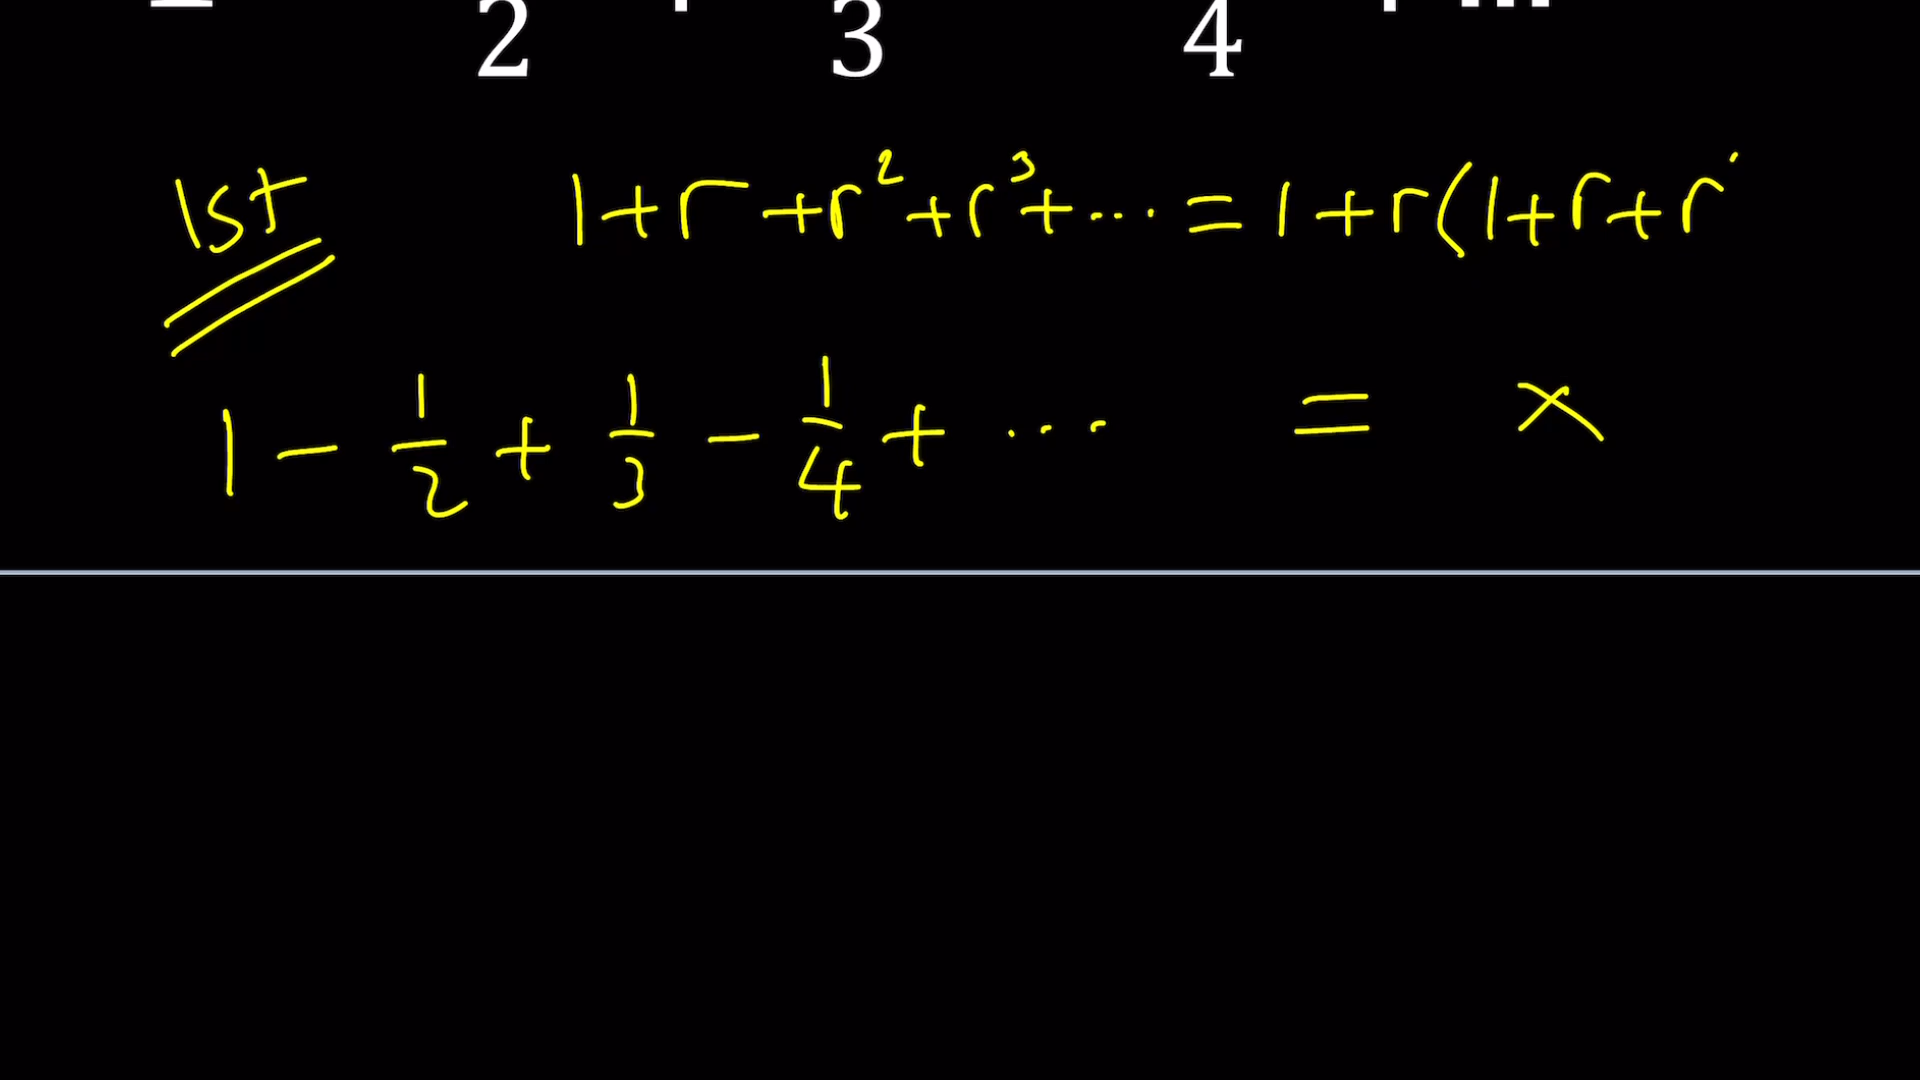 2 3 4
1st 1+r+r²+r³+...=1+r(1+r+r
1 - 1/2 + 1/3 - 1/4 + ... = x